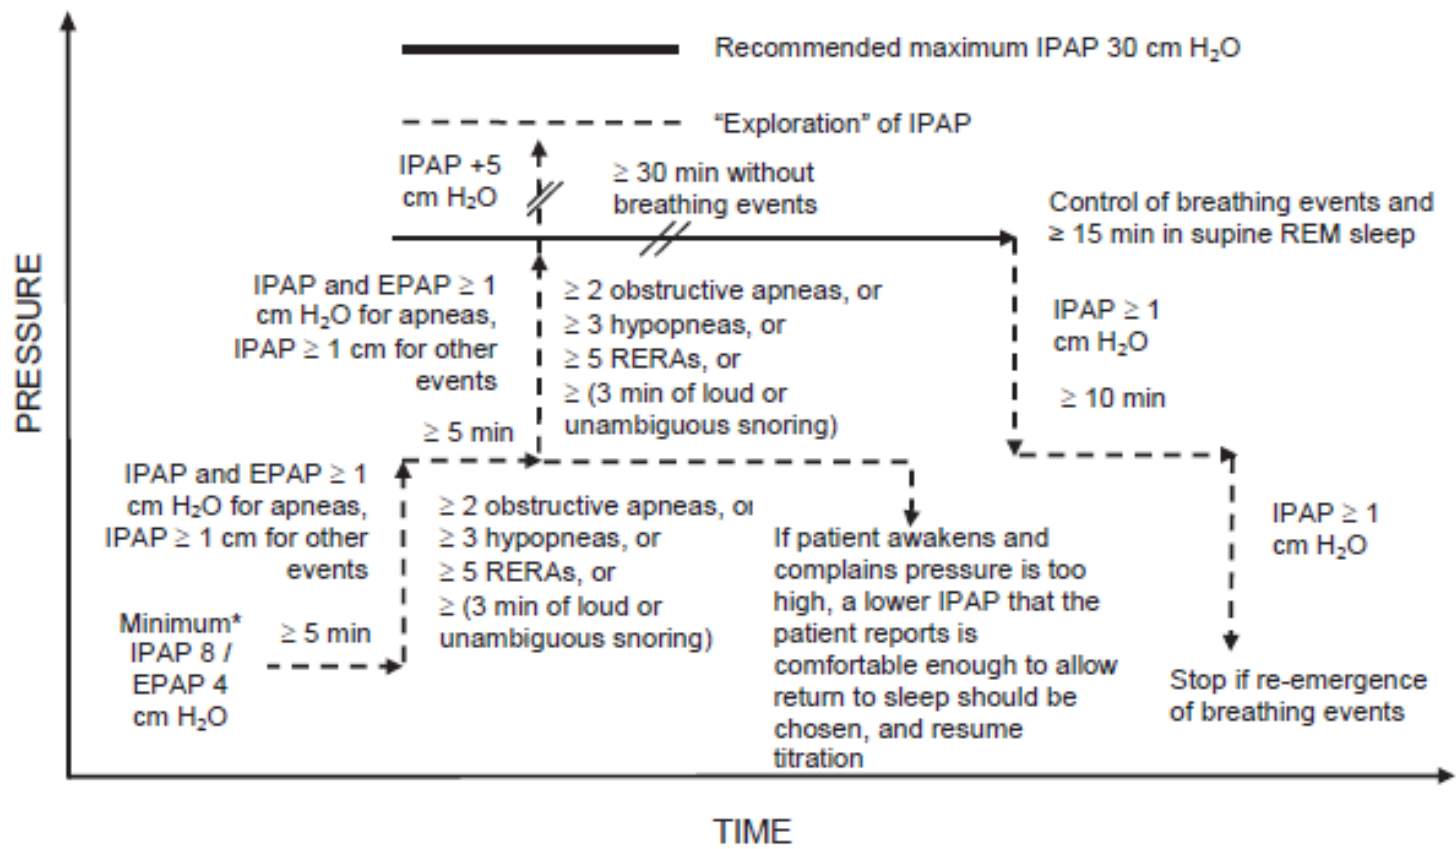 Recommended maximum IPAP 30 cm H₂O
“Exploration” of IPAP
IPAP +5
cm H₂O
≥ 30 min without
breathing events
Control of breathing events and
≥ 15 min in supine REM sleep
IPAP and EPAP ≥ 1
cm H₂O for apneas,
IPAP ≥ 1 cm for other
events
≥ 2 obstructive apneas, or
≥ 3 hypopneas, or
≥ 5 RERAs, or
≥ (3 min of loud or
unambiguous snoring)
IPAP ≥ 1
cm H₂O
≥ 10 min
≥ 5 min
IPAP and EPAP ≥ 1
cm H₂O for apneas,
IPAP ≥ 1 cm for other
events
≥ 2 obstructive apneas, or
≥ 3 hypopneas, or
≥ 5 RERAs, or
≥ (3 min of loud or
unambiguous snoring)
If patient awakens and
complains pressure is too
high, a lower IPAP that the
patient reports is
comfortable enough to allow
return to sleep should be
chosen, and resume
titration
IPAP ≥ 1
cm H₂O
Minimum*
IPAP 8 /
EPAP 4
cm H₂O
≥ 5 min
Stop if re-emergence
of breathing events
PRESSURE
TIME